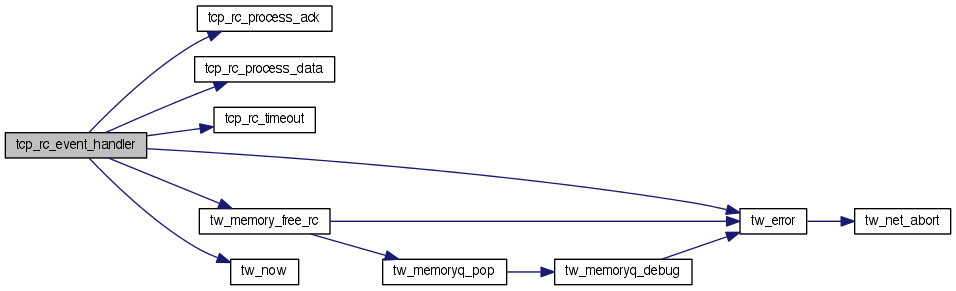 tcp_rc_process_ack
tcp_rc_process_data
tcp_rc_timeout
tcp_rc_event_handler
tw_memory_free_rc
tw_error
tw_net_abort
tw_now
tw_memoryq_pop
tw_memoryq_debug